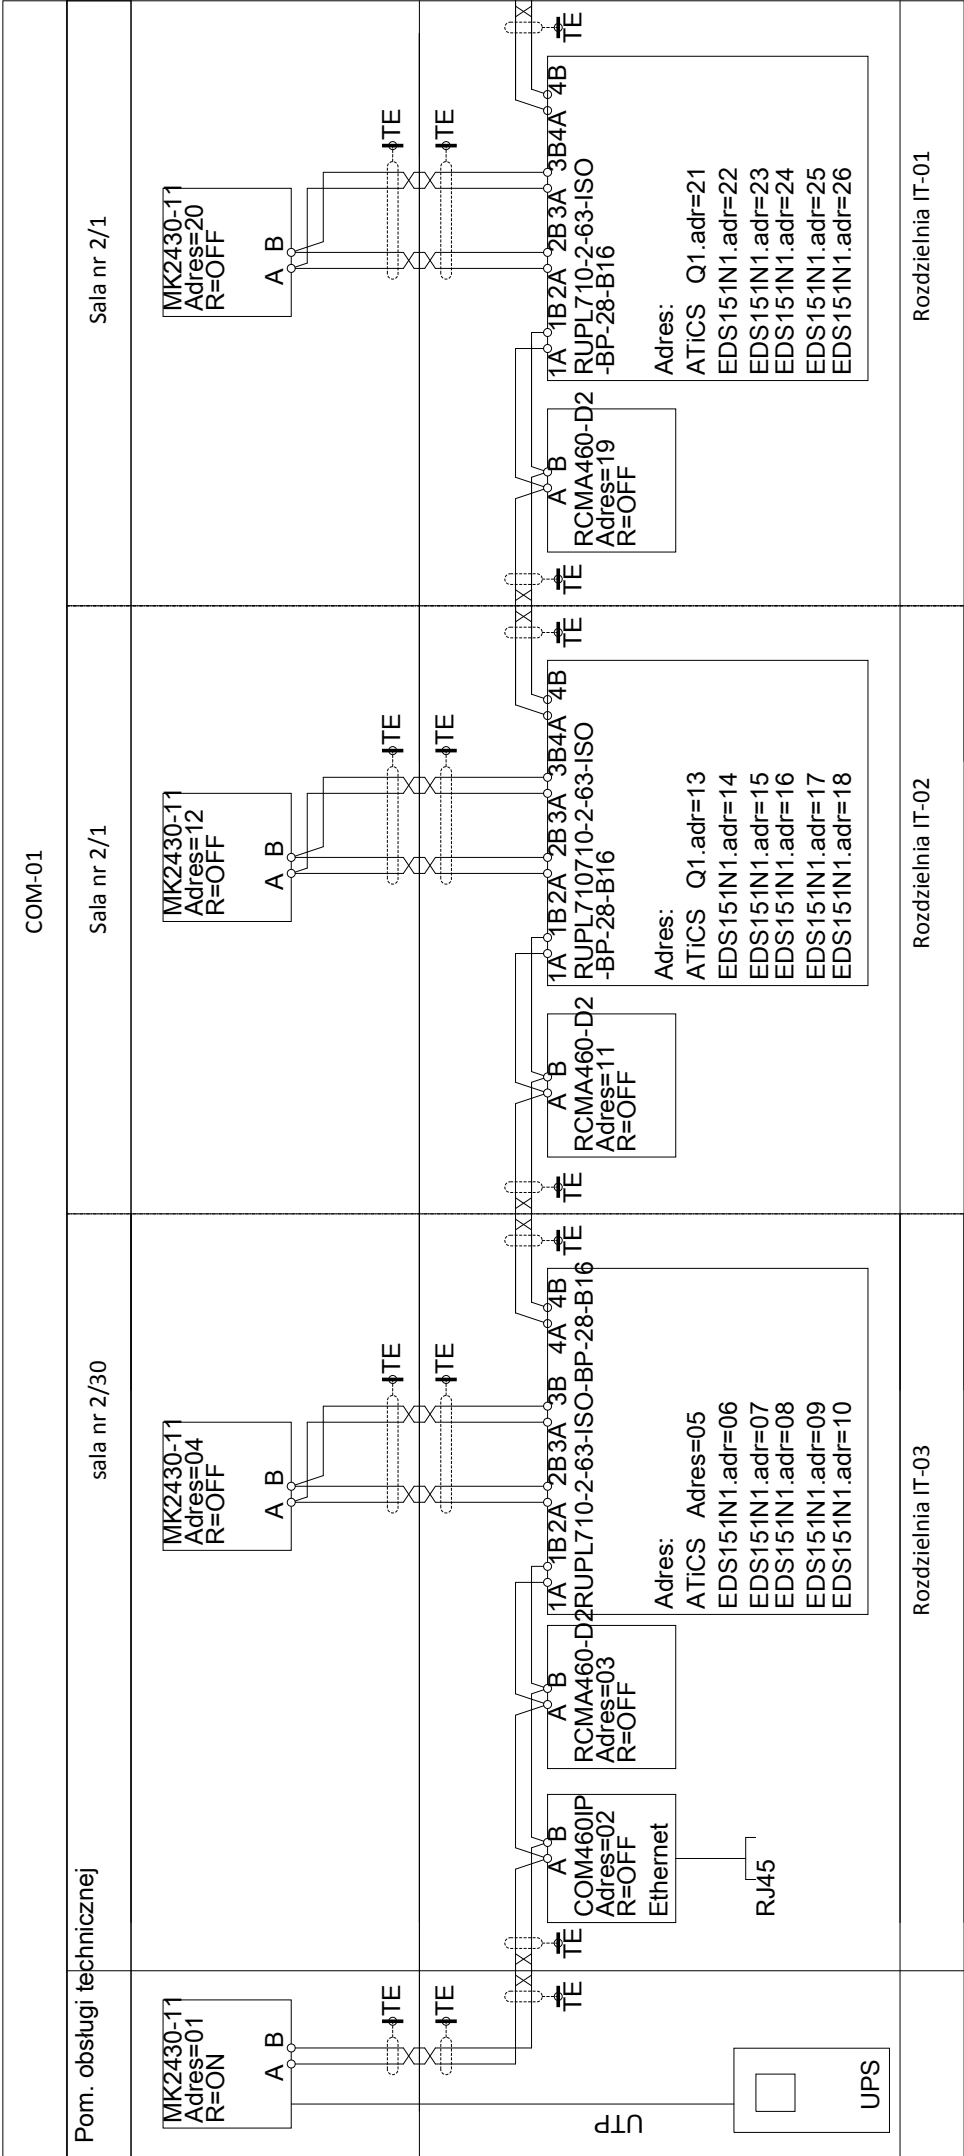 COM-01
Pom. obsługi technicznej
sala nr 2/30
Sala nr 2/1
Sala nr 2/1
MK2430-11
Adres=01
R=ON
A B
TE
TE
TE
UTP
UPS
MK2430-11
Adres=04
R=OFF
A B
TE
TE
TE
COM460IP
Adres=02
R=OFF
Ethernet
A B
RJ45
RCMA460-D2
Adres=03
R=OFF
A B
1A 1B 2A 2B 3A 3B 4A 4B
RUPL710-2-63-ISO-BP-28-B16
Adres:
ATiCS Adres=05
EDS151N1.adr=06
EDS151N1.adr=07
EDS151N1.adr=08
EDS151N1.adr=09
EDS151N1.adr=10
TE
Rozdzielnia IT-03
MK2430-11
Adres=12
R=OFF
A B
TE
TE
TE
RCMA460-D2
Adres=11
R=OFF
A B
1A 1B 2A 2B 3A 3B 4A 4B
RUPL710710-2-63-ISO
-BP-28-B16
Adres:
ATiCS Q1.adr=13
EDS151N1.adr=14
EDS151N1.adr=15
EDS151N1.adr=16
EDS151N1.adr=17
EDS151N1.adr=18
TE
Rozdzielnia IT-02
MK2430-11
Adres=20
R=OFF
A B
TE
TE
TE
RCMA460-D2
Adres=19
R=OFF
A B
1A 1B 2A 2B 3A 3B 4A 4B
RUPL710-2-63-ISO
-BP-28-B16
Adres:
ATiCS Q1.adr=21
EDS151N1.adr=22
EDS151N1.adr=23
EDS151N1.adr=24
EDS151N1.adr=25
EDS151N1.adr=26
TE
Rozdzielnia IT-01